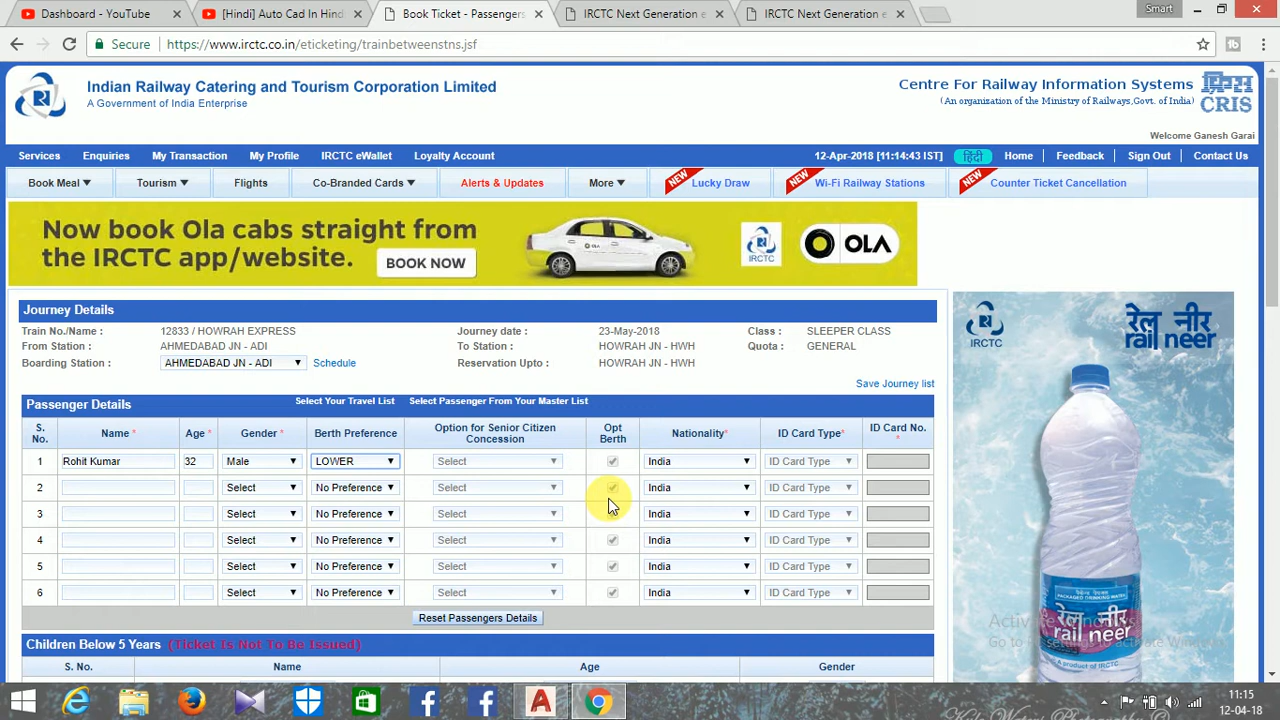 Dashboard - YouTube
[Hindi] Auto Cad In Hind
Book Ticket - Passengers
IRCTC Next Generation e
IRCTC Next Generation e
Smart
Secure
https://www.irctc.co.in/eticketing/trainbetweenstns.jsf
Indian Railway Catering and Tourism Corporation Limited
A Government of India Enterprise
Centre For Railway Information Systems
(An organization of the Ministry of Railways,Govt. of India)
CRIS
Welcome Ganesh Garai
Services Enquiries My Transaction My Profile IRCTC eWallet Loyalty Account
12-Apr-2018 [11:14:43 IST] हिंदी Home Feedback Sign Out Contact Us
Book Meal Tourism Flights Co-Branded Cards Alerts & Updates More
NEW Lucky Draw NEW Wi-Fi Railway Stations NEW Counter Ticket Cancellation
Now book Ola cabs straight from
the IRCTC app/website. BOOK NOW
OLA
IRCTC OLA
Journey Details
Train No./Name : 12833 / HOWRAH EXPRESS Journey date : 23-May-2018 Class : SLEEPER CLASS
From Station : AHMEDABAD JN - ADI To Station : HOWRAH JN - HWH Quota : GENERAL
Boarding Station : AHMEDABAD JN - ADI Schedule Reservation Upto : HOWRAH JN - HWH
Save Journey list
Passenger Details Select Your Travel List Select Passenger From Your Master List
S. No. Name * Age * Gender * Berth Preference Option for Senior Citizen Concession Opt Berth Nationality* ID Card Type* ID Card No. *
1 Rohit Kumar 32 Male LOWER Select India ID Card Type
2 Select No Preference Select India ID Card Type
3 Select No Preference Select India ID Card Type
4 Select No Preference Select India ID Card Type
5 Select No Preference Select India ID Card Type
6 Select No Preference Select India ID Card Type
Reset Passengers Details
Children Below 5 Years (Ticket Is Not To Be Issued)
S. No. Name Age Gender
IRCTC
रेल नीर
rail neer
रेल नीर
PACKAGED DRINKING WATER
rail neer
11:15
12-04-18